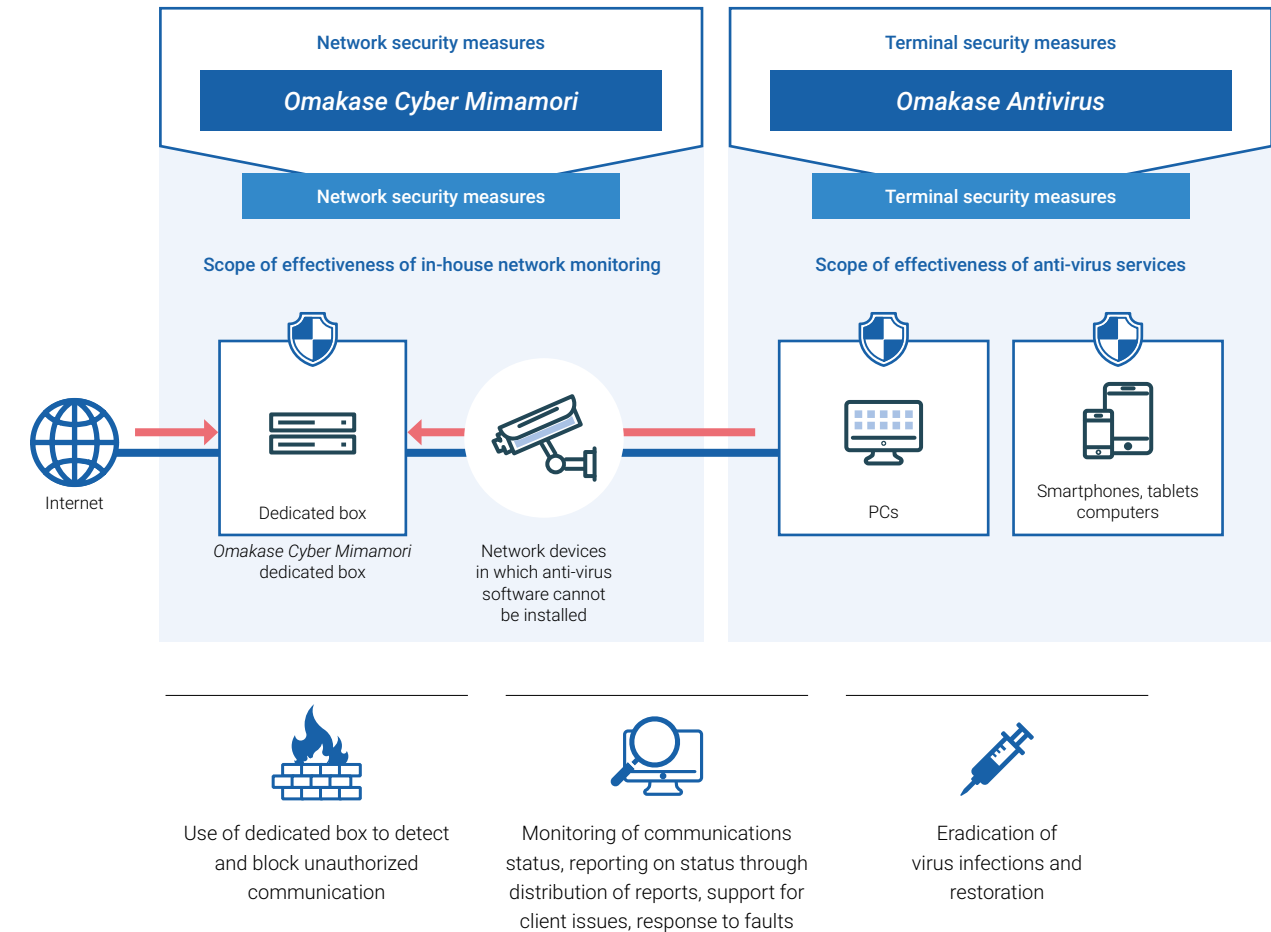 Network security measures
Omakase Cyber Mimamori
Network security measures
Scope of effectiveness of in-house network monitoring
Terminal security measures
Omakase Antivirus
Terminal security measures
Scope of effectiveness of anti-virus services
Internet
Dedicated box
Omakase Cyber Mimamori
dedicated box
Network devices
in which anti-virus
software cannot
be installed
PCs
Smartphones, tablets
computers
Use of dedicated box to detect
and block unauthorized
communication
Monitoring of communications
status, reporting on status through
distribution of reports, support for
client issues, response to faults
Eradication of
virus infections and
restoration